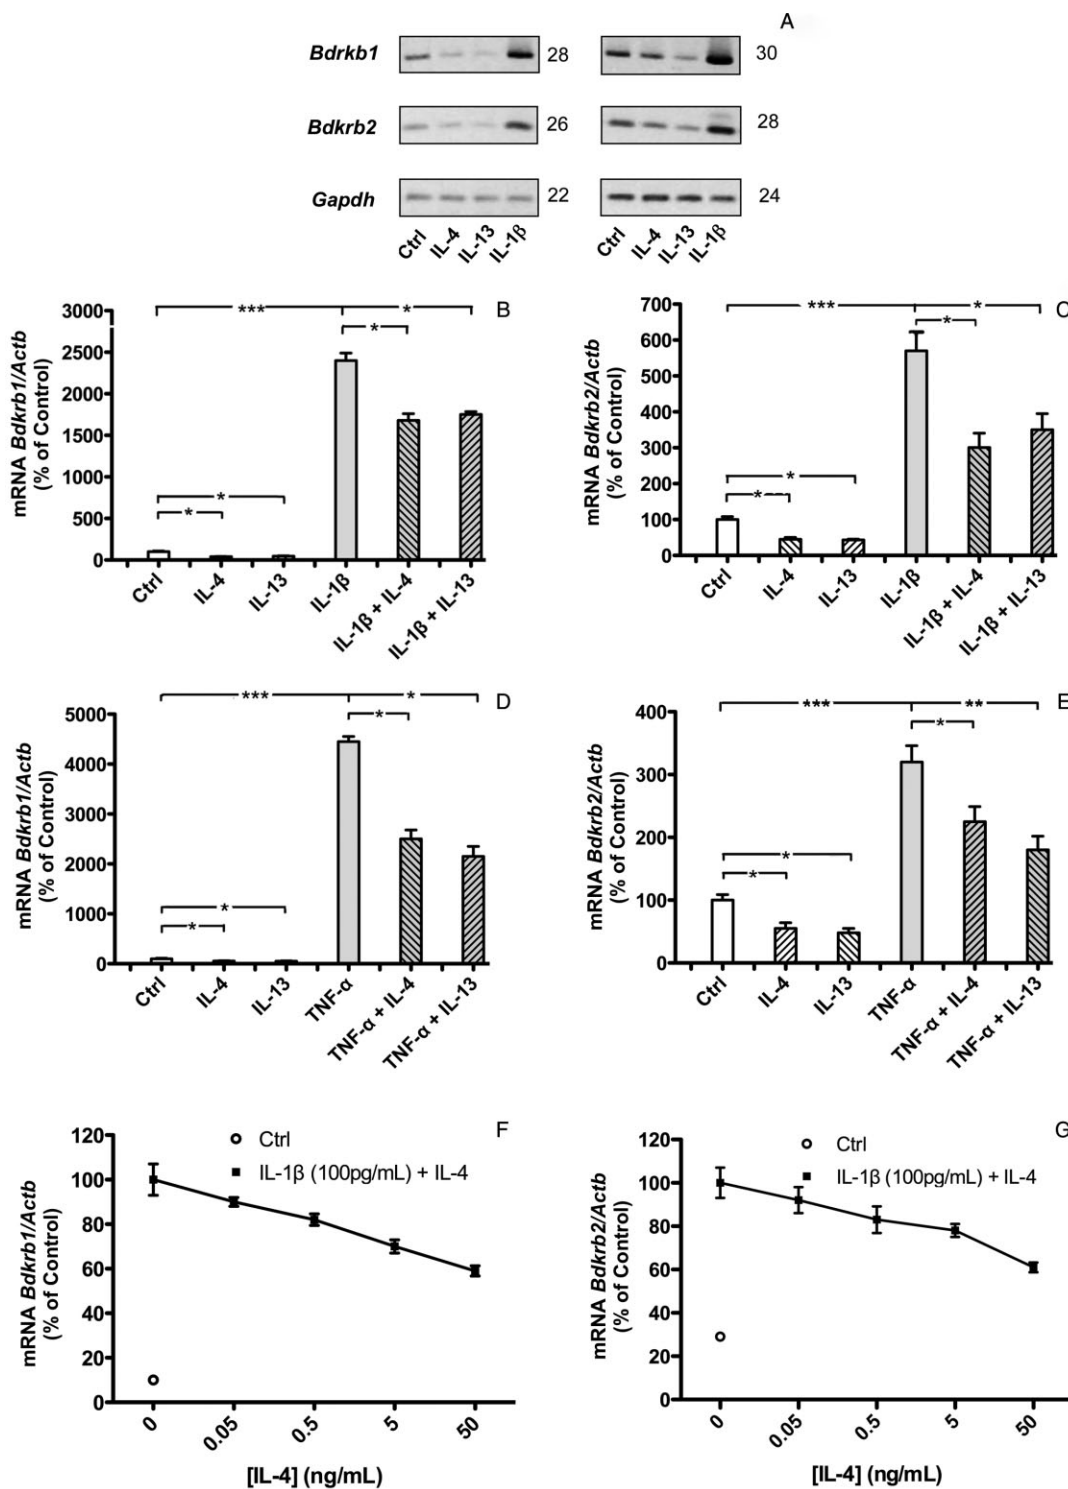 A
Bdrkb1
28
30
Bdkrb2
26
28
Gapdh
22
24
Ctrl
IL-4
IL-13
IL-1β
Ctrl
IL-4
IL-13
IL-1β
B
***
*
*
*
*
mRNA Bdkrb1/Actb
(% of Control)
3000
2500
2000
1500
1000
500
0
Ctrl
IL-4
IL-13
IL-1β
IL-1β + IL-4
IL-1β + IL-13
C
***
*
*
*
*
mRNA Bdkrb2/Actb
(% of Control)
700
600
500
400
300
200
100
0
Ctrl
IL-4
IL-13
IL-1β
IL-1β + IL-4
IL-1β + IL-13
D
***
*
*
*
*
mRNA Bdkrb1/Actb
(% of Control)
5000
4000
3000
2000
1000
0
Ctrl
IL-4
IL-13
TNF-α
TNF-α + IL-4
TNF-α + IL-13
E
***
**
*
*
*
mRNA Bdkrb2/Actb
(% of Control)
400
300
200
100
0
Ctrl
IL-4
IL-13
TNF-α
TNF-α + IL-4
TNF-α + IL-13
F
Ctrl
IL-1β (100pg/mL) + IL-4
mRNA Bdkrb1/Actb
(% of Control)
120
100
80
60
40
20
0
0
0.05
0.5
5
50
[IL-4] (ng/mL)
G
Ctrl
IL-1β (100pg/mL) + IL-4
mRNA Bdkrb2/Actb
(% of Control)
120
100
80
60
40
20
0
0
0.05
0.5
5
50
[IL-4] (ng/mL)